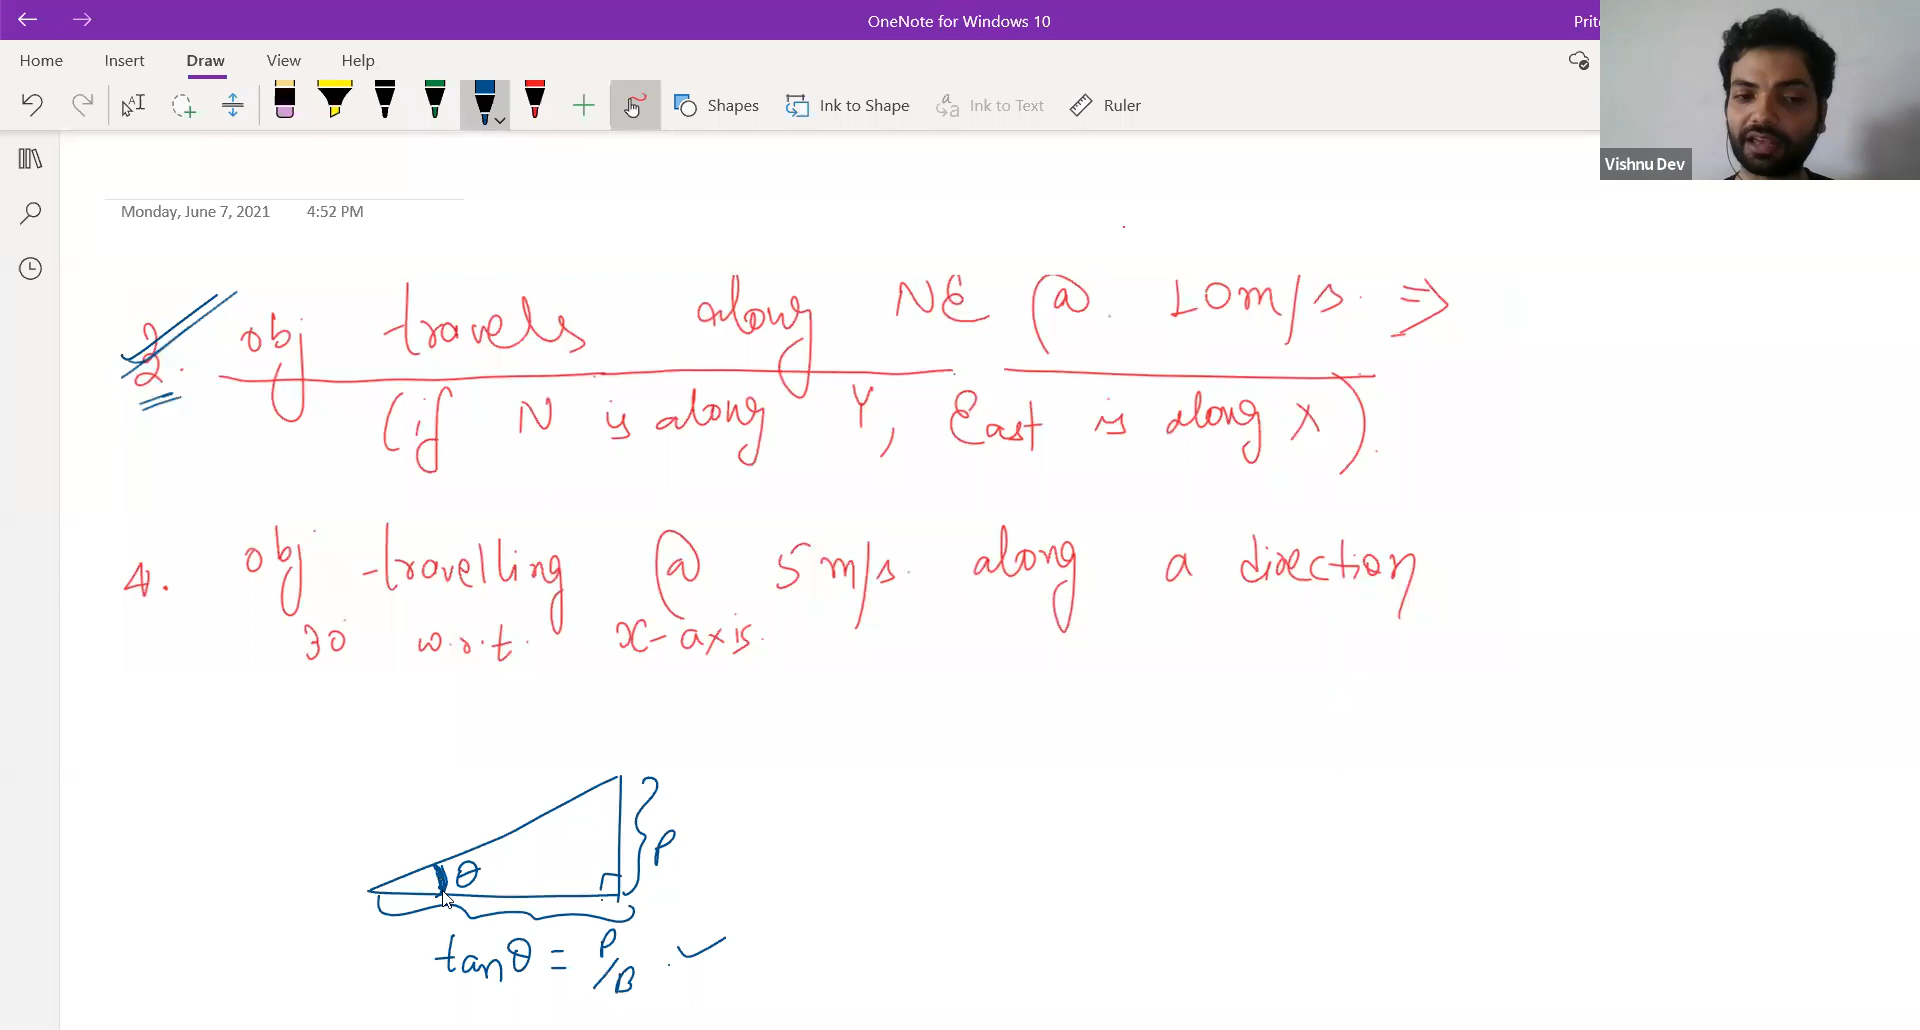 OneNote for Windows 10
Home Insert Draw View Help
Shapes Ink to Shape Ink to Text Ruler
Vishnu Dev
Monday, June 7, 2021 4:52 PM
2. obj travels along NE @ 10m/s. ⇒
(if N is along Y, East is along X).
4. obj travelling @ 5 m/s. along a direction
30 w.r.t. x-axis.
θ
P
tanθ = P/B